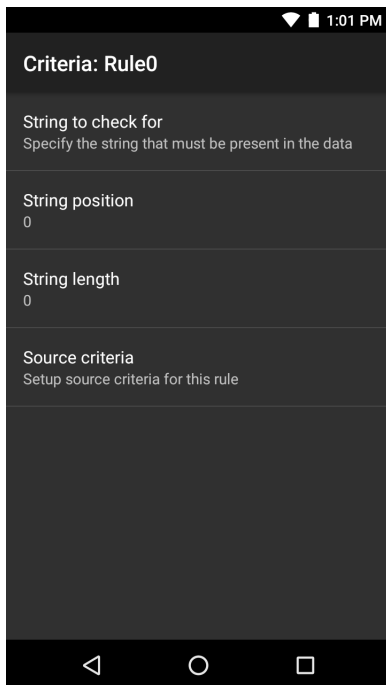 1:01 PM
Criteria: Rule0
String to check for
Specify the string that must be present in the data
String position
0
String length
0
Source criteria
Setup source criteria for this rule